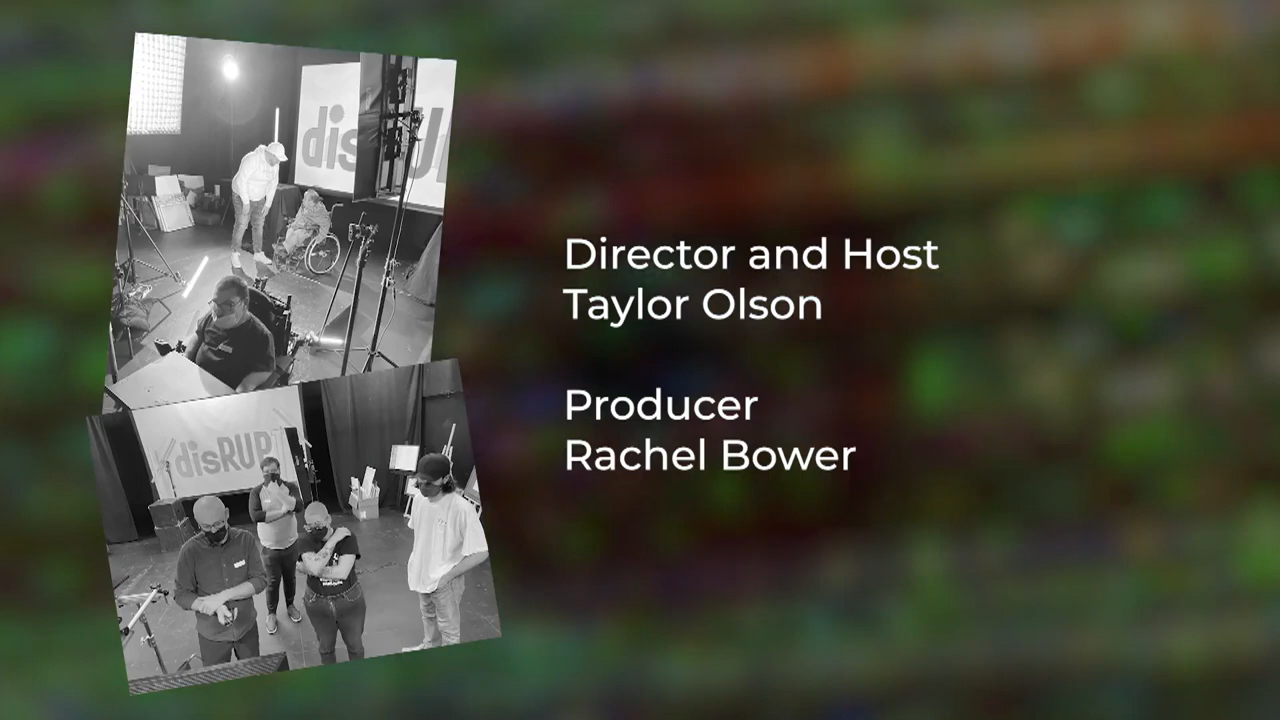 disRUP
disRUPT
Director and Host
Taylor Olson
Producer
Rachel Bower